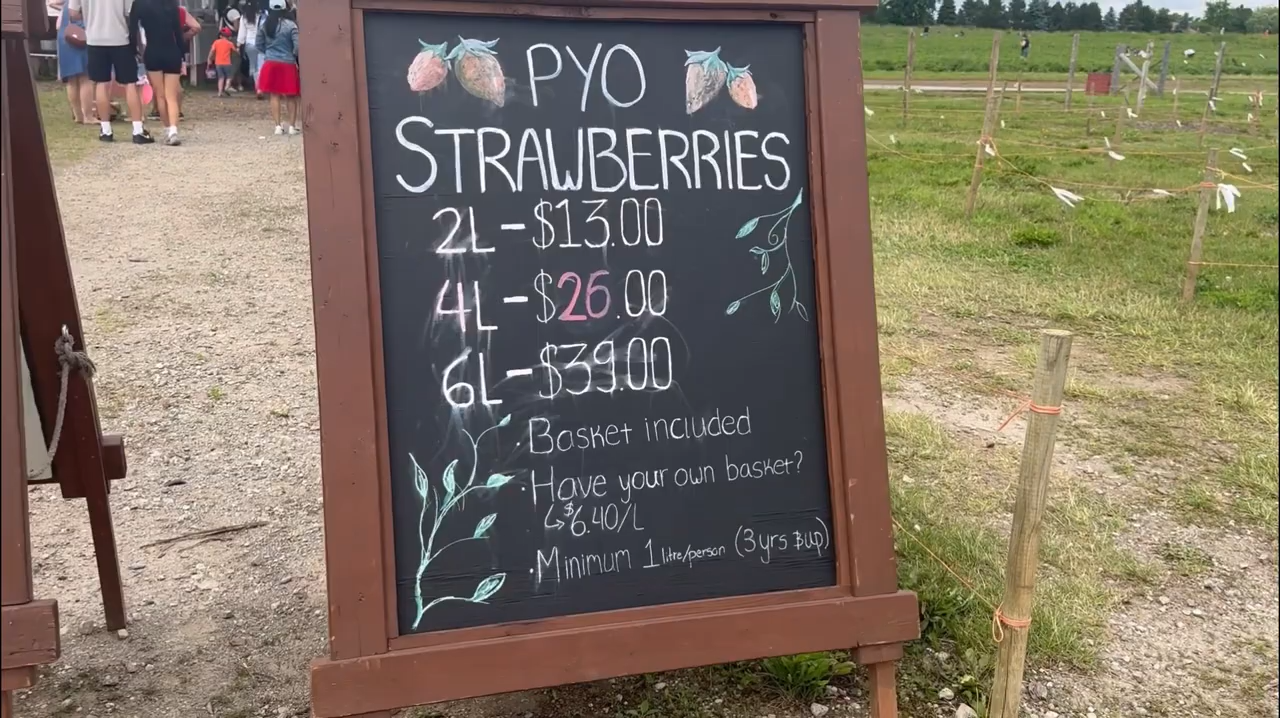 PYO
STRAWBERRIES
2L-$13.00
4L-$26.00
6L-$39.00
· Basket included
· Have your own basket?
↳$6.40/L
· Minimum 1 litre/person (3yrs &up)